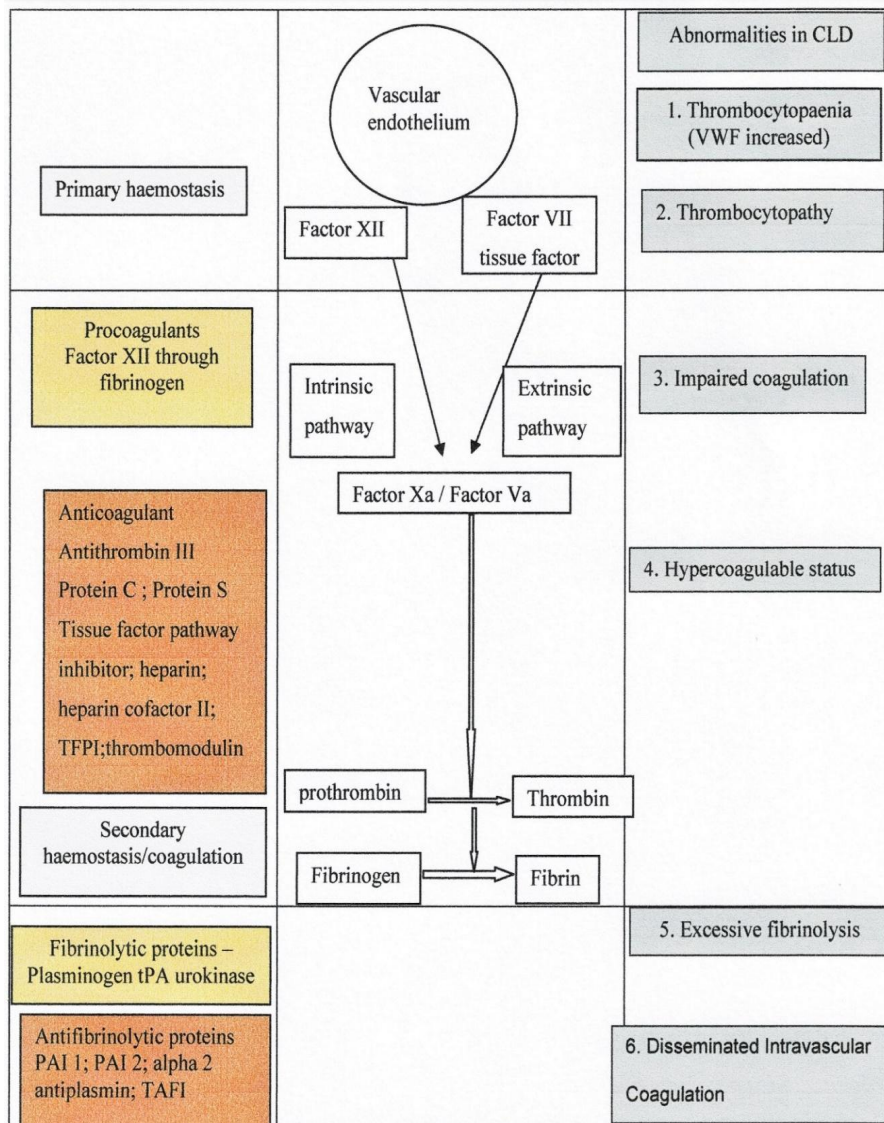 Abnormalities in CLD
Vascular
endothelium
1. Thrombocytopaenia
(VWF increased)
Primary haemostasis
2. Thrombocytopathy
Factor XII
Factor VII
tissue factor
Procoagulants
Factor XII through
fibrinogen
Intrinsic
pathway
Extrinsic
pathway
3. Impaired coagulation
Factor Xa / Factor Va
Anticoagulant
Antithrombin III
Protein C ; Protein S
Tissue factor pathway
inhibitor; heparin;
heparin cofactor II;
TFPI;thrombomodulin
4. Hypercoagulable status
prothrombin
Thrombin
Secondary
haemostasis/coagulation
Fibrinogen
Fibrin
5. Excessive fibrinolysis
Fibrinolytic proteins –
Plasminogen tPA urokinase
Antifibrinolytic proteins
PAI 1; PAI 2; alpha 2
antiplasmin; TAFI
6. Disseminated Intravascular
Coagulation